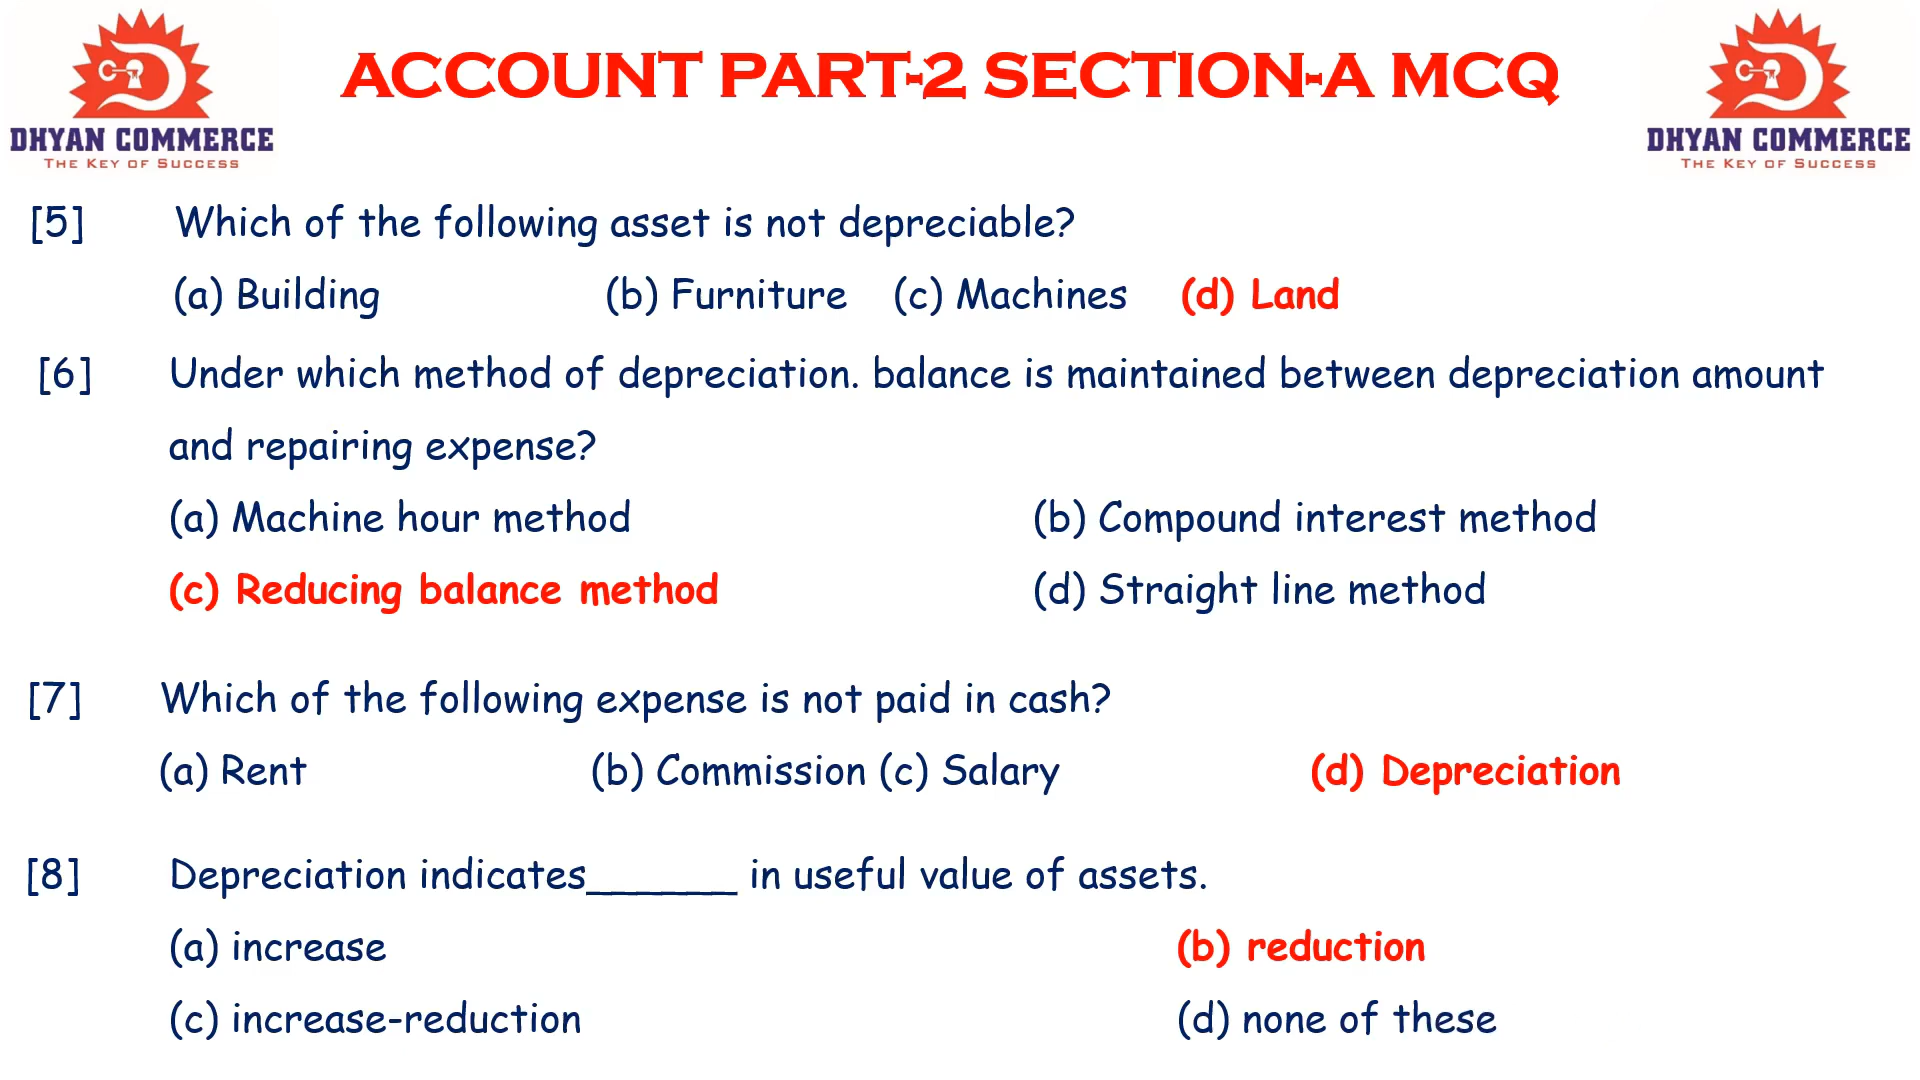 ACCOUNT PART-2 SECTION-A MCQ
DHYAN COMMERCE
THE KEY OF SUCCESS
DHYAN COMMERCE
THE KEY OF SUCCESS
[5] Which of the following asset is not depreciable?
(a) Building (b) Furniture (c) Machines (d) Land
[6] Under which method of depreciation. balance is maintained between depreciation amount
and repairing expense?
(a) Machine hour method (b) Compound interest method
(c) Reducing balance method (d) Straight line method
[7] Which of the following expense is not paid in cash?
(a) Rent (b) Commission (c) Salary (d) Depreciation
[8] Depreciation indicates______ in useful value of assets.
(a) increase (b) reduction
(c) increase-reduction (d) none of these